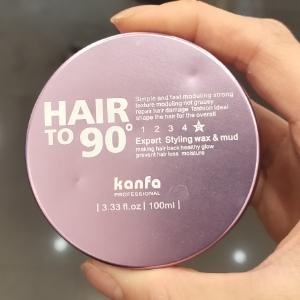 HAIR
TO 90°
Simple and fast modeling strong
texture modeling not greasy
repair hair damage fashion ideal
shape the hair for the overall
1 2 3 4
Expert Styling wax & mud
making hair back healthy glow
prevent hair loss moisture
kanfa
PROFESSIONAL
| 3.33 fl.oz | 100ml |